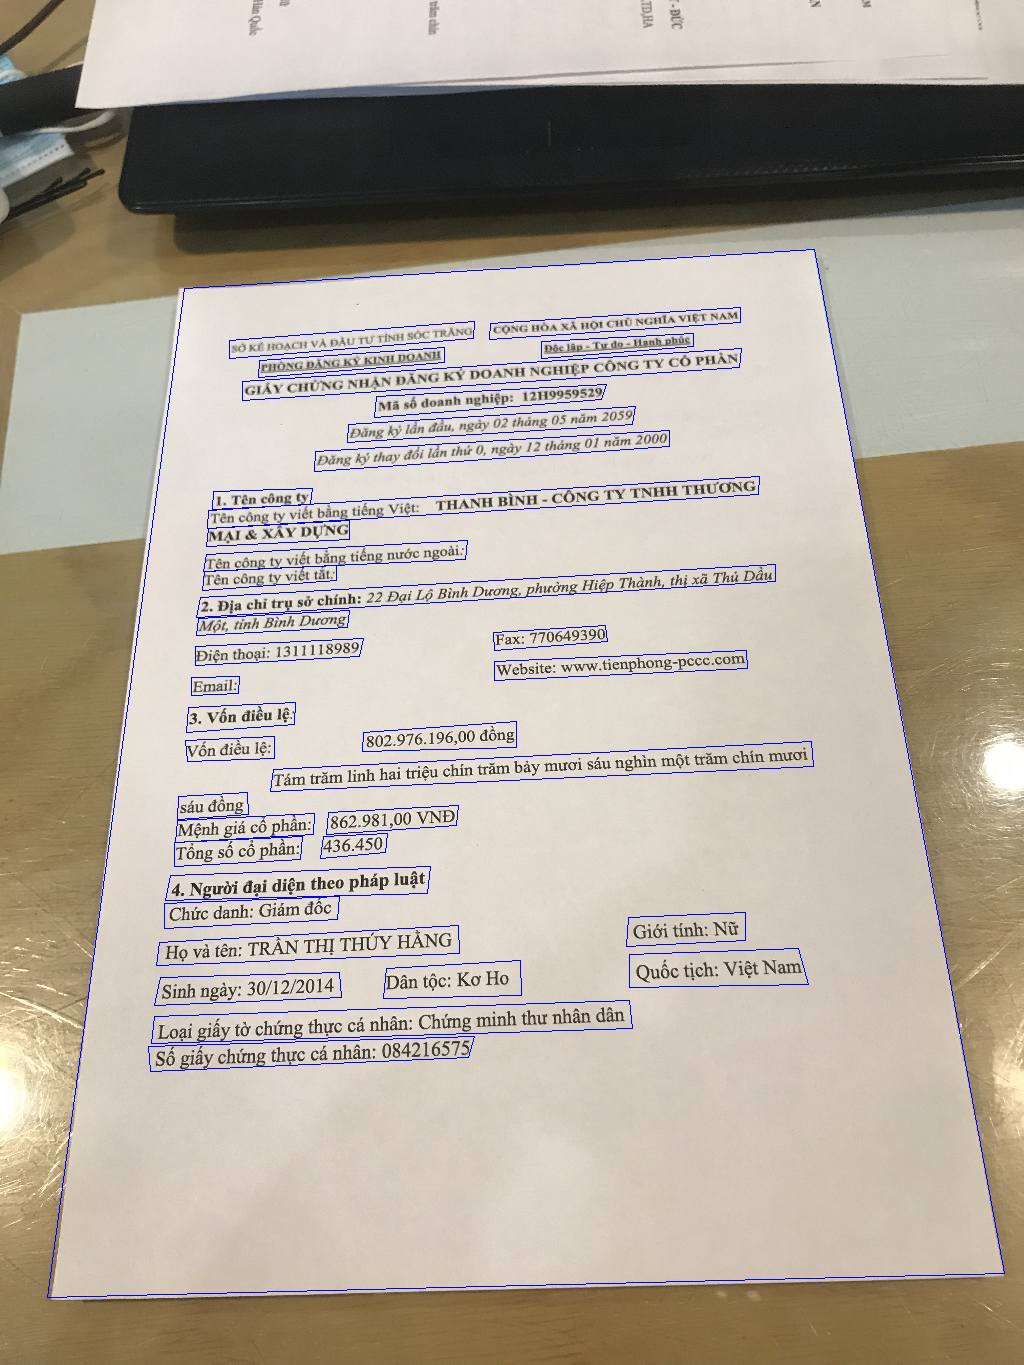 SỞ KẾ HOẠCH VÀ ĐẦU TƯ TỈNH SÓC TRĂNG
CỘNG HÒA XÃ HỘI CHỦ NGHĨA VIỆT NAM
PHÒNG ĐĂNG KÝ KINH DOANH
Độc lập - Tự do - Hạnh phúc
GIẤY CHỨNG NHẬN ĐĂNG KÝ DOANH NGHIỆP CÔNG TY CỔ PHẦN
Mã số doanh nghiệp: 12H9959529
Đăng ký lần đầu, ngày 02 tháng 05 năm 2059
Đăng ký thay đổi lần thứ 0, ngày 12 tháng 01 năm 2000
1. Tên công ty
Tên công ty viết bằng tiếng Việt: THANH BÌNH - CÔNG TY TNHH THƯƠNG
MẠI & XÂY DỰNG
Tên công ty viết bằng tiếng nước ngoài:
Tên công ty viết tắt:
2. Địa chỉ trụ sở chính: 22 Đại Lộ Bình Dương, phường Hiệp Thành, thị xã Thủ Dầu
Một, tỉnh Bình Dương
Điện thoại: 1311118989
Fax: 770649390
Email:
Website: www.tienphong-pccc.com
3. Vốn điều lệ:
Vốn điều lệ:
802.976.196,00 đồng
Tám trăm linh hai triệu chín trăm bảy mươi sáu nghìn một trăm chín mươi
sáu đồng
Mệnh giá cổ phần: 862.981,00 VNĐ
Tổng số cổ phần: 436.450
4. Người đại diện theo pháp luật
Chức danh: Giám đốc
Họ và tên: TRẦN THỊ THÚY HẰNG
Giới tính: Nữ
Sinh ngày: 30/12/2014
Dân tộc: Kơ Ho
Quốc tịch: Việt Nam
Loại giấy tờ chứng thực cá nhân: Chứng minh thư nhân dân
Số giấy chứng thực cá nhân: 084216575
Hàn Quốc
trăm chín
LTD,HA
- ĐỨC